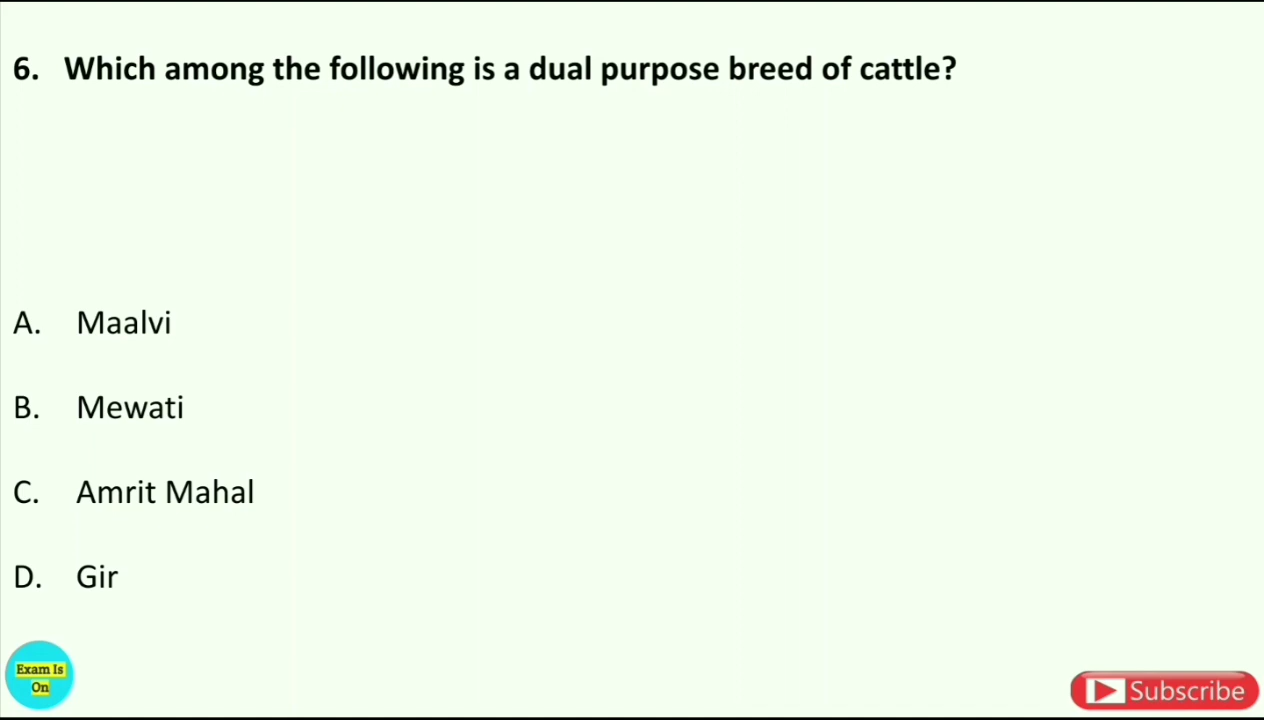 6. Which among the following is a dual purpose breed of cattle?
A. Maalvi
B. Mewati
C. Amrit Mahal
D. Gir
Exam Is
On
Subscribe